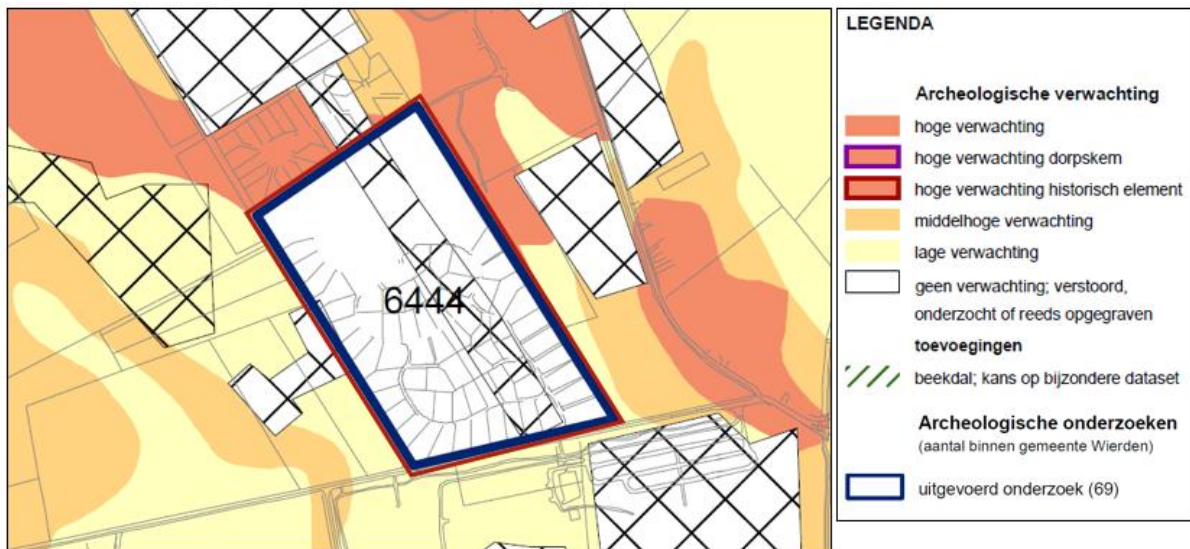 6444
LEGENDA
Archeologische verwachting
hoge verwachting
hoge verwachting dorpskern
hoge verwachting historisch element
middelhoge verwachting
lage verwachting
geen verwachting; verstoord,
onderzocht of reeds opgegraven
toevoegingen
beekdal; kans op bijzondere dataset
Archeologische onderzoeken
(aantal binnen gemeente Wierden)
uitgevoerd onderzoek (69)